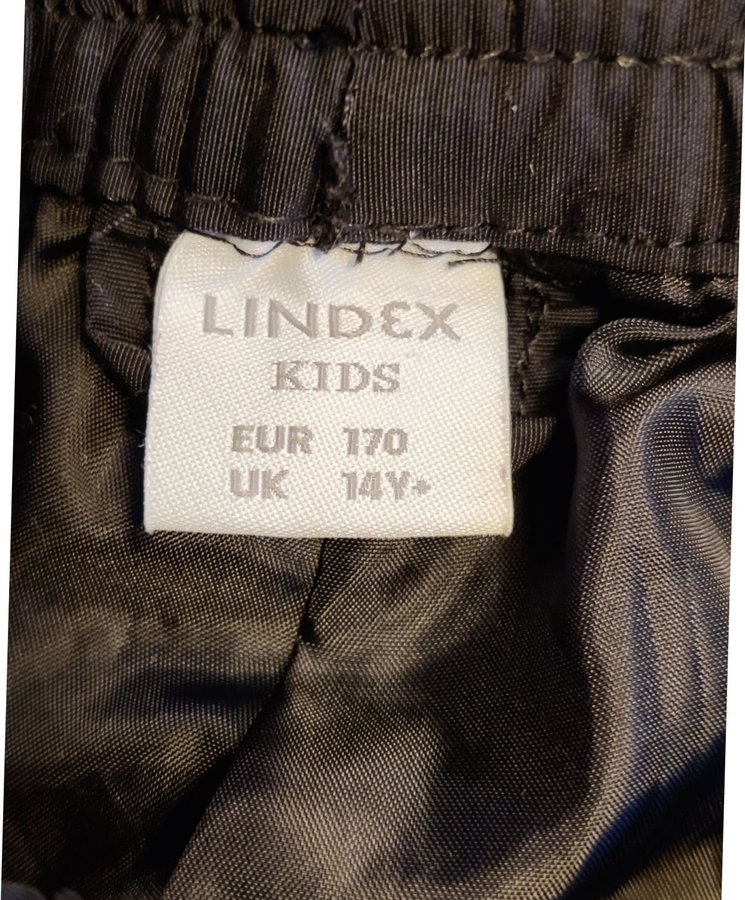 LINDEX
KIDS
EUR 170
UK 14Y+